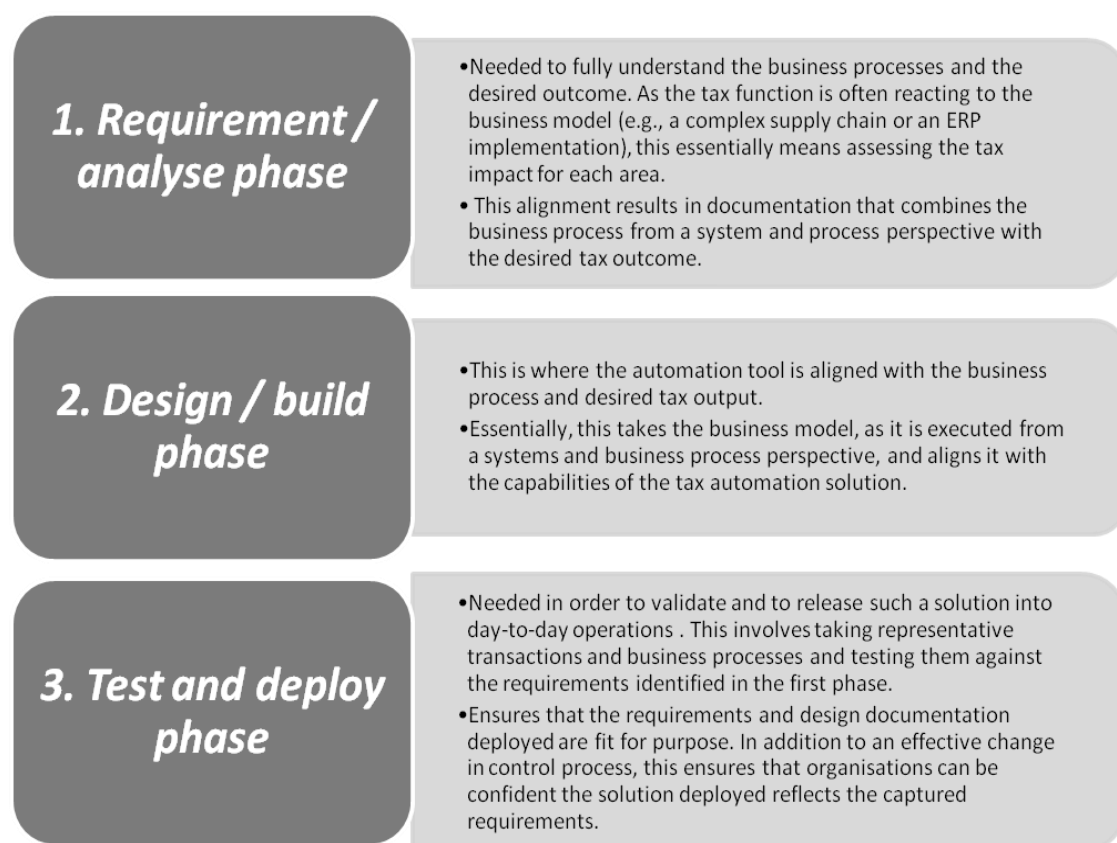 1. Requirement /
analyse phase
•Needed to fully understand the business processes and the
desired outcome. As the tax function is often reacting to the
business model (e.g., a complex supply chain or an ERP
implementation), this essentially means assessing the tax
impact for each area.
• This alignment results in documentation that combines the
business process from a system and process perspective with
the desired tax outcome.
2. Design / build
phase
•This is where the automation tool is aligned with the business
process and desired tax output.
•Essentially, this takes the business model, as it is executed from
a systems and business process perspective, and aligns it with
the capabilities of the tax automation solution.
3. Test and deploy
phase
•Needed in order to validate and to release such a solution into
day-to-day operations . This involves taking representative
transactions and business processes and testing them against
the requirements identified in the first phase.
•Ensures that the requirements and design documentation
deployed are fit for purpose. In addition to an effective change
in control process, this ensures that organisations can be
confident the solution deployed reflects the captured
requirements.